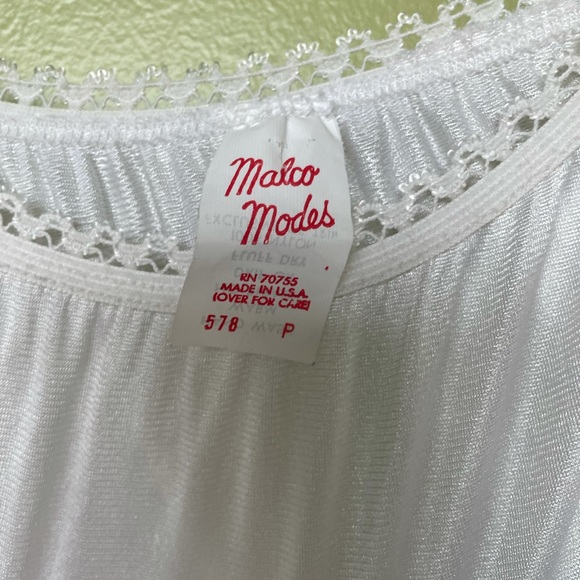 Malco
Modes
RN 70755
MADE IN U.S.A.
(OVER FOR CARE)
578 P